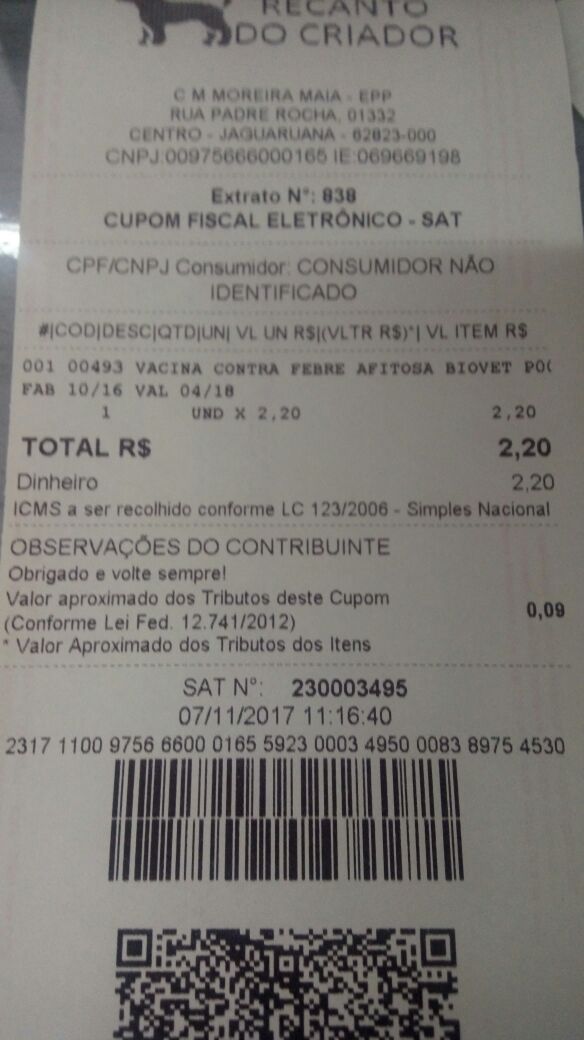 RECANTO
DO CRIADOR
C M MOREIRA MAIA - EPP
RUA PADRE ROCHA, 01332
CENTRO - JAGUARUANA - 62823-000
CNPJ:00975666000165 IE:069669198
Extrato N°: 838
CUPOM FISCAL ELETRÔNICO - SAT
CPF/CNPJ Consumidor: CONSUMIDOR NÃO
IDENTIFICADO
#|COD|DESC|QTD|UN| VL UN R$|(VLTR R$)*| VL ITEM R$
001 00493 VACINA CONTRA FEBRE AFITOSA BIOVET
FAB 10/16 VAL 04/18
1 UND X 2,20 2,20
TOTAL R$ 2,20
Dinheiro 2,20
ICMS a ser recolhido conforme LC 123/2006 - Simples Nacional
OBSERVAÇÕES DO CONTRIBUINTE
Obrigado e volte sempre!
Valor aproximado dos Tributos deste Cupom
0,09
(Conforme Lei Fed. 12.741/2012)
* Valor Aproximado dos Tributos dos Itens
SAT N°: 230003495
07/11/2017 11:16:40
2317 1100 9756 6600 0165 5923 0003 4950 0083 8975 4530